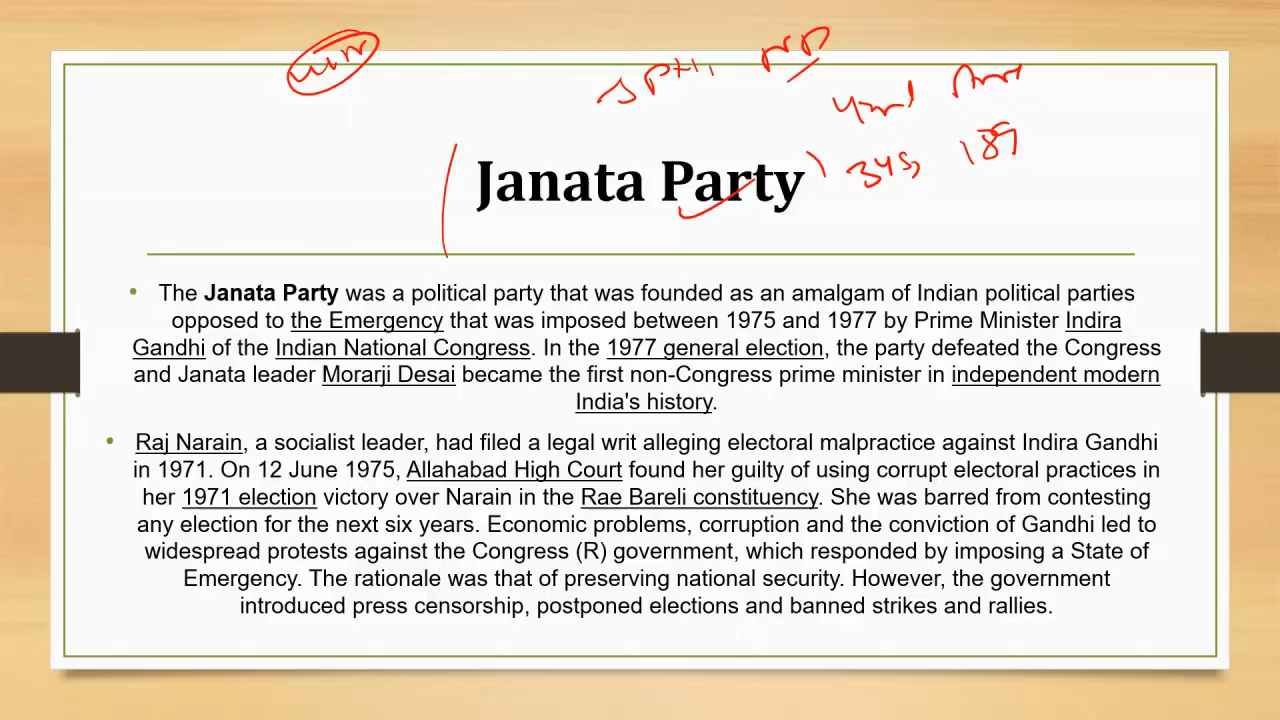 345, 189
Janata Party
• The Janata Party was a political party that was founded as an amalgam of Indian political parties
opposed to the Emergency that was imposed between 1975 and 1977 by Prime Minister Indira
Gandhi of the Indian National Congress. In the 1977 general election, the party defeated the Congress
and Janata leader Morarji Desai became the first non-Congress prime minister in independent modern
India's history.
• Raj Narain, a socialist leader, had filed a legal writ alleging electoral malpractice against Indira Gandhi
in 1971. On 12 June 1975, Allahabad High Court found her guilty of using corrupt electoral practices in
her 1971 election victory over Narain in the Rae Bareli constituency. She was barred from contesting
any election for the next six years. Economic problems, corruption and the conviction of Gandhi led to
widespread protests against the Congress (R) government, which responded by imposing a State of
Emergency. The rationale was that of preserving national security. However, the government
introduced press censorship, postponed elections and banned strikes and rallies.